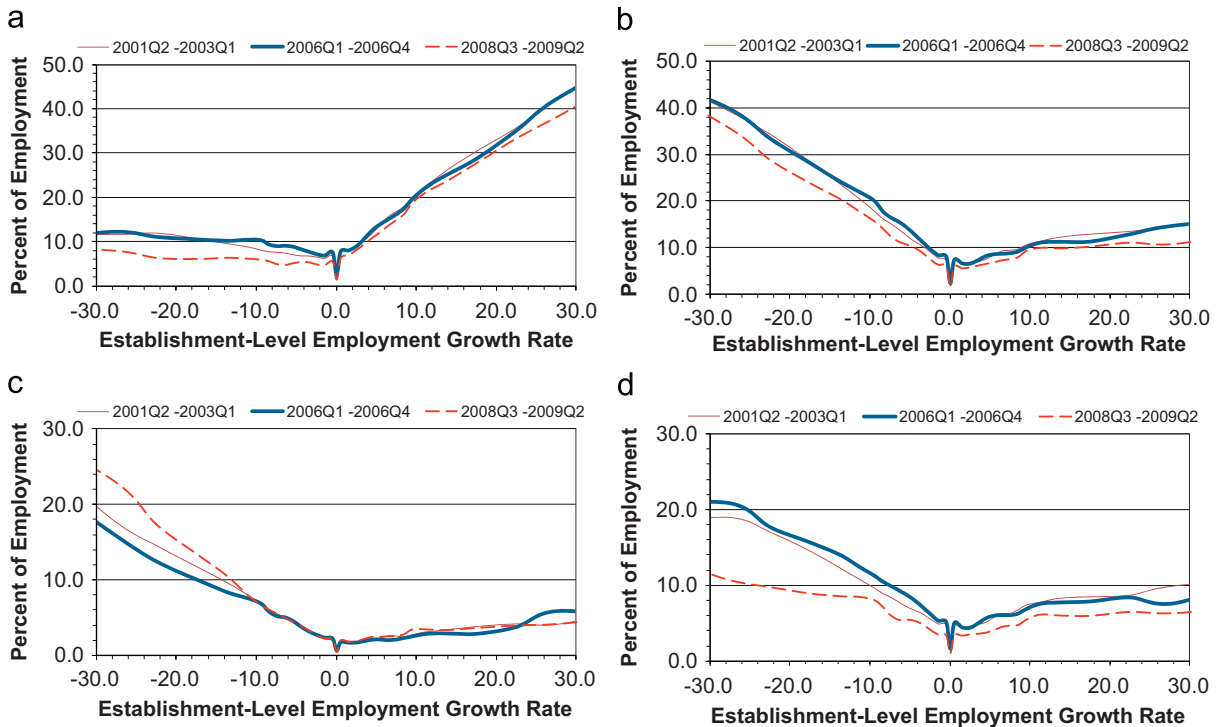 a
2001Q2 -2003Q1 2006Q1 -2006Q4 2008Q3 -2009Q2
50.0
40.0
30.0
20.0
10.0
0.0
Percent of Employment
-30.0 -20.0 -10.0 0.0 10.0 20.0 30.0
Establishment-Level Employment Growth Rate
b
2001Q2 -2003Q1 2006Q1 -2006Q4 2008Q3 -2009Q2
50.0
40.0
30.0
20.0
10.0
0.0
Percent of Employment
-30.0 -20.0 -10.0 0.0 10.0 20.0 30.0
Establishment-Level Employment Growth Rate
c
2001Q2 -2003Q1 2006Q1 -2006Q4 2008Q3 -2009Q2
30.0
20.0
10.0
0.0
Percent of Employment
-30.0 -20.0 -10.0 0.0 10.0 20.0 30.0
Establishment-Level Employment Growth Rate
d
2001Q2 -2003Q1 2006Q1 -2006Q4 2008Q3 -2009Q2
30.0
20.0
10.0
0.0
Percent of Employment
-30.0 -20.0 -10.0 0.0 10.0 20.0 30.0
Establishment-Level Employment Growth Rate